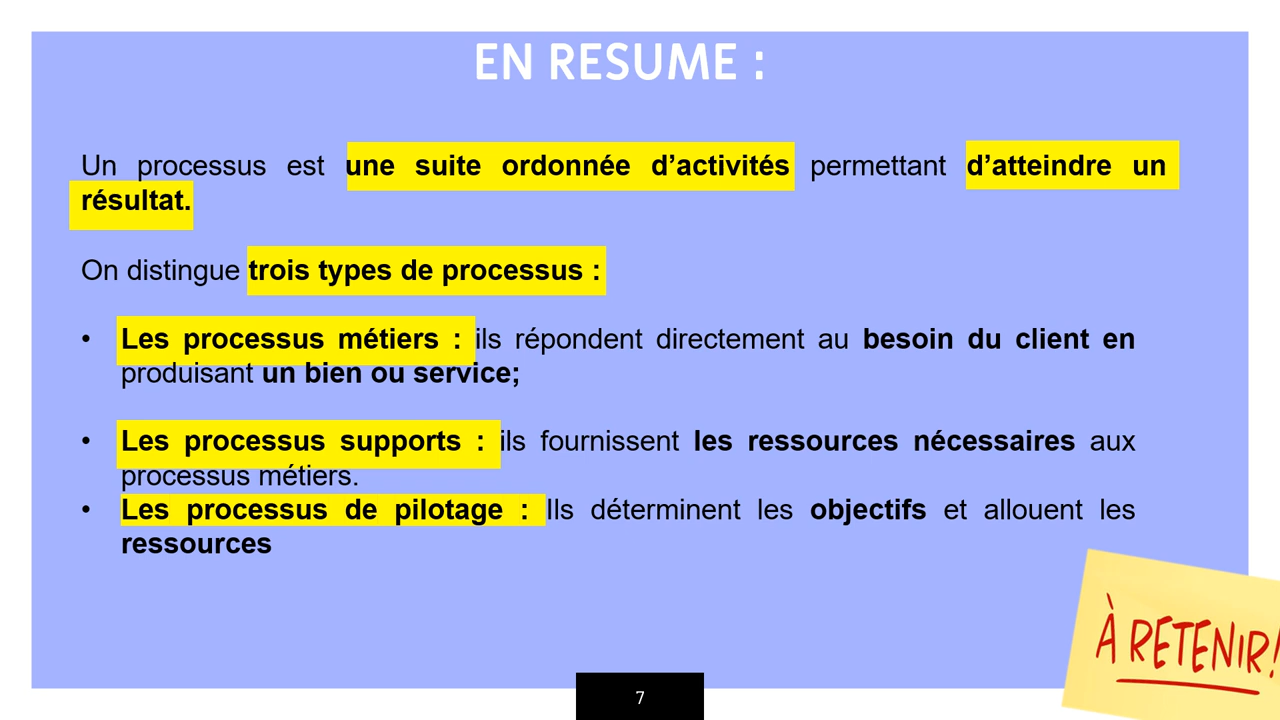 EN RESUME :
Un processus est une suite ordonnée d’activités permettant d’atteindre un
résultat.
On distingue trois types de processus :
• Les processus métiers : ils répondent directement au besoin du client en
produisant un bien ou service;
• Les processus supports : ils fournissent les ressources nécessaires aux
processus métiers.
• Les processus de pilotage : Ils déterminent les objectifs et allouent les
ressources
À RETENIR!
7